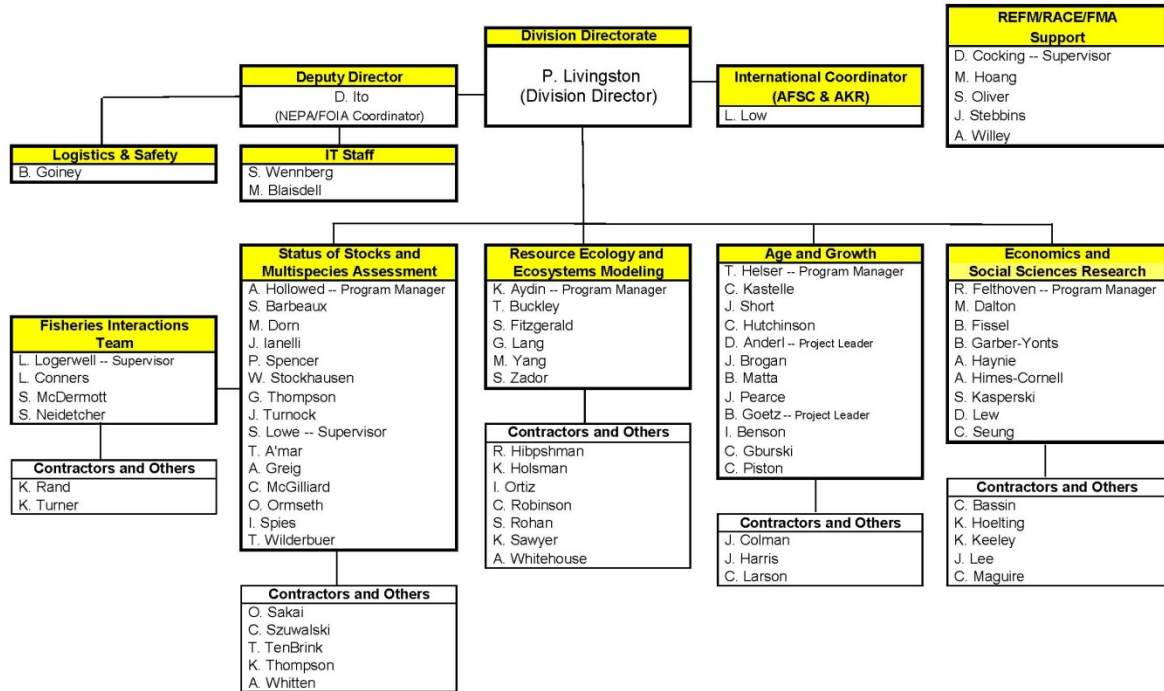 Division Directorate
P. Livingston
(Division Director)
Deputy Director
D. Ito
(NEPA/FOIA Coordinator)
International Coordinator
(AFSC & AKR)
L. Low
REFM/RACE/FMA
Support
D. Cocking -- Supervisor
M. Hoang
S. Oliver
J. Stebbins
A. Willey
Logistics & Safety
B. Goiney
IT Staff
S. Wennberg
M. Blaisdell
Fisheries Interactions
Team
L. Logerwell -- Supervisor
L. Conners
S. McDermott
S. Neidetcher
Contractors and Others
K. Rand
K. Turner
Status of Stocks and
Multispecies Assessment
A. Hollowed -- Program Manager
S. Barbeaux
M. Dorn
J. Ianelli
P. Spencer
W. Stockhausen
G. Thompson
J. Turnock
S. Lowe -- Supervisor
T. A'mar
A. Greig
C. McGilliard
O. Ormseth
I. Spies
T. Wilderbuer
Contractors and Others
O. Sakai
C. Szuwalski
T. TenBrink
K. Thompson
A. Whitten
Resource Ecology and
Ecosystems Modeling
K. Aydin -- Program Manager
T. Buckley
S. Fitzgerald
G. Lang
M. Yang
S. Zador
Contractors and Others
R. Hibpshman
K. Holsman
I. Ortiz
C. Robinson
S. Rohan
K. Sawyer
A. Whitehouse
Age and Growth
T. Helser -- Program Manager
C. Kastelle
J. Short
C. Hutchinson
D. Anderl -- Project Leader
J. Brogan
B. Matta
J. Pearce
B. Goetz -- Project Leader
I. Benson
C. Gburski
C. Piston
Contractors and Others
J. Colman
J. Harris
C. Larson
Economics and
Social Sciences Research
R. Felthoven -- Program Manager
M. Dalton
B. Fissel
B. Garber-Yonts
A. Haynie
A. Himes-Cornell
S. Kasperski
D. Lew
C. Seung
Contractors and Others
C. Bassin
K. Hoelting
K. Keeley
J. Lee
C. Maguire